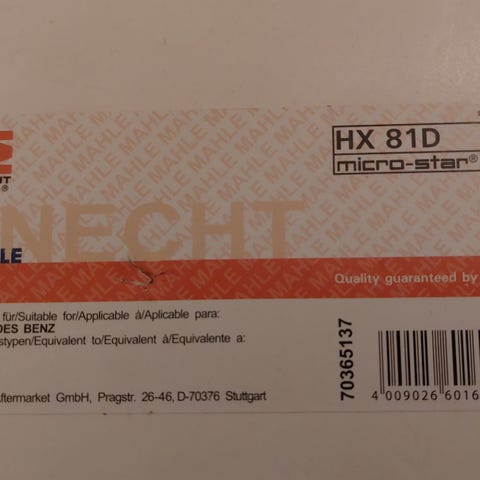 HX 81D
micro-star®
NECHT
LE
Quality guaranteed by
für/Suitable for/Applicable à/Aplicable para:
DES BENZ
stypen/Equivalent to/Equivalent à/Equivalente a:
ftermarket GmbH, Pragstr. 26-46, D-70376 Stuttgart
70365137
4 009026 6016